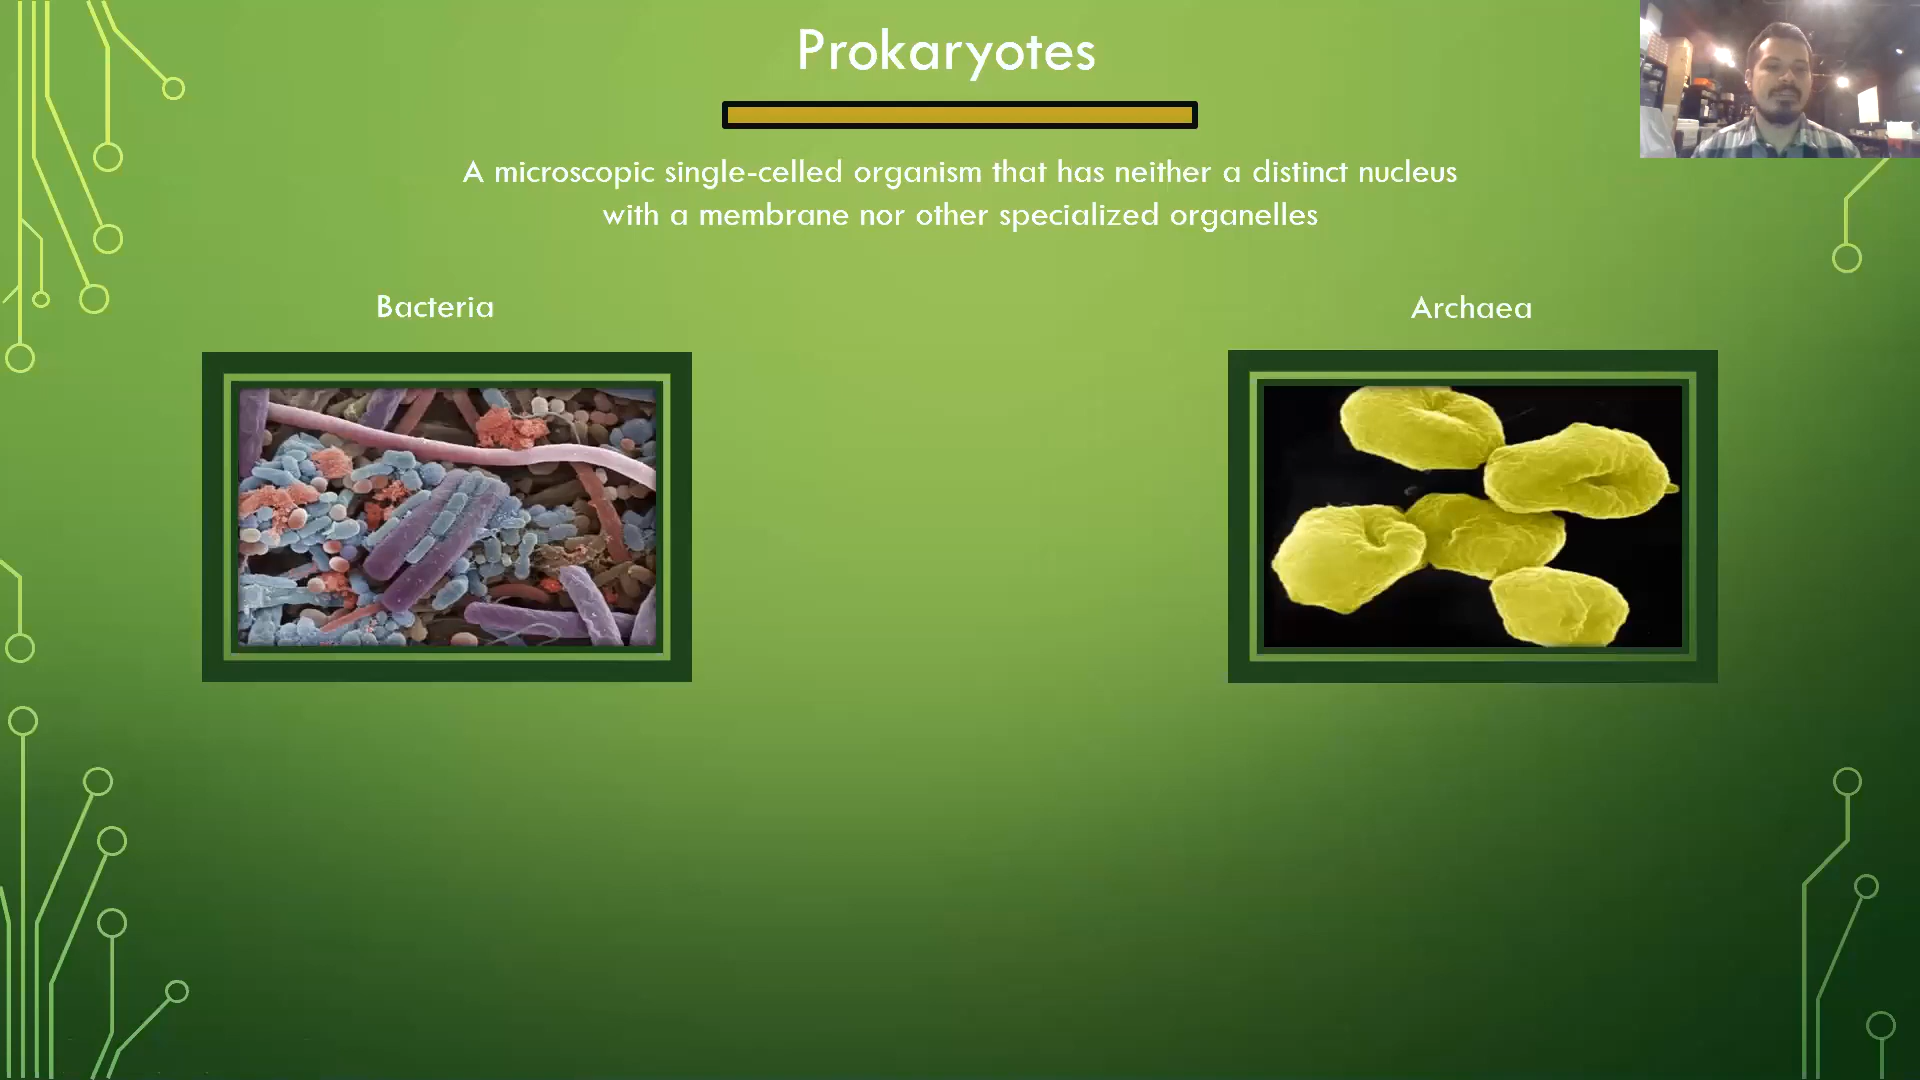 Prokaryotes
A microscopic single-celled organism that has neither a distinct nucleus
with a membrane nor other specialized organelles
Bacteria
Archaea